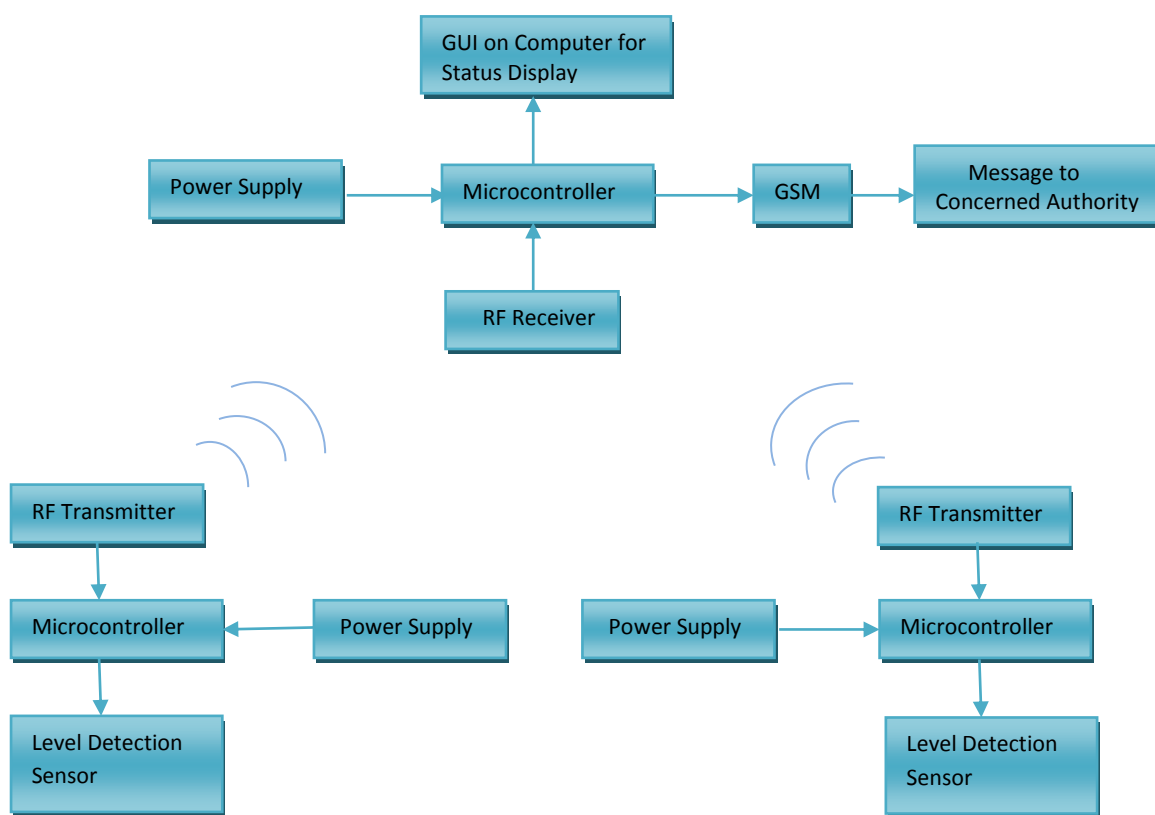 GUI on Computer for
Status Display
Power Supply
Microcontroller
GSM
Message to
Concerned Authority
RF Receiver
RF Transmitter
RF Transmitter
Microcontroller
Power Supply
Power Supply
Microcontroller
Level Detection
Sensor
Level Detection
Sensor